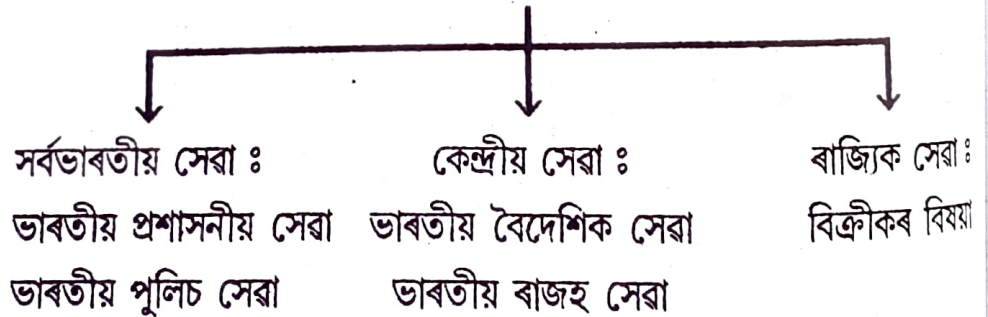 সৰ্বভাৰতীয় সেৱা ঃ কেন্দ্ৰীয় সেৱা ঃ ৰাজ্যিক সেৱা ঃ
ভাৰতীয় প্ৰশাসনীয় সেৱা ভাৰতীয় বৈদেশিক সেৱা বিক্ৰীকৰ বিষয়া
ভাৰতীয় পুলিচ সেৱা ভাৰতীয় ৰাজহ সেৱা